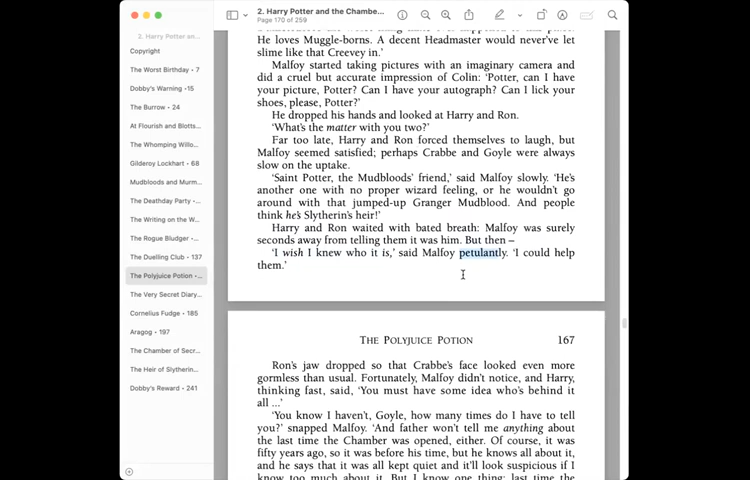 2. Harry Potter and the Chambe...
Page 170 of 259
2. Harry Potter an...
Copyright
The Worst Birthday • 7
Dobby's Warning •15
The Burrow • 24
At Flourish and Blotts...
The Whomping Willo...
Gilderoy Lockhart • 68
Mudbloods and Murm...
The Deathday Party -...
The Writing on the W...
The Rogue Bludger -...
The Duelling Club • 137
The Polyjuice Potion -...
The Very Secret Diary...
Cornelius Fudge • 185
Aragog • 197
The Chamber of Secr...
The Heir of Slytherin...
Dobby's Reward • 241
He loves Muggle-borns. A decent Headmaster would never've let
slime like that Creevey in.'
Malfoy started taking pictures with an imaginary camera and
did a cruel but accurate impression of Colin: 'Potter, can I have
your picture, Potter? Can I have your autograph? Can I lick your
shoes, please, Potter?'
He dropped his hands and looked at Harry and Ron.
'What's the matter with you two?'
Far too late, Harry and Ron forced themselves to laugh, but
Malfoy seemed satisfied; perhaps Crabbe and Goyle were always
slow on the uptake.
'Saint Potter, the Mudbloods' friend,' said Malfoy slowly. 'He's
another one with no proper wizard feeling, or he wouldn't go
around with that jumped-up Granger Mudblood. And people
think he's Slytherin's heir!'
Harry and Ron waited with bated breath: Malfoy was surely
seconds away from telling them it was him. But then –
'I wish I knew who it is,' said Malfoy petulantly. 'I could help
them.'
THE POLYJUICE POTION 167
Ron's jaw dropped so that Crabbe's face looked even more
gormless than usual. Fortunately, Malfoy didn't notice, and Harry,
thinking fast, said, 'You must have some idea who's behind it
all ...'
'You know I haven't, Goyle, how many times do I have to tell
you?' snapped Malfoy. 'And father won't tell me anything about
the last time the Chamber was opened, either. Of course, it was
fifty years ago, so it was before his time, but he knows all about it,
and he says that it was all kept quiet and it'll look suspicious if I
know too much about it. But I know one thing: last time the